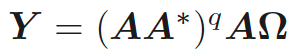 𝒀 = (𝑨𝑨*)^q 𝑨𝛀